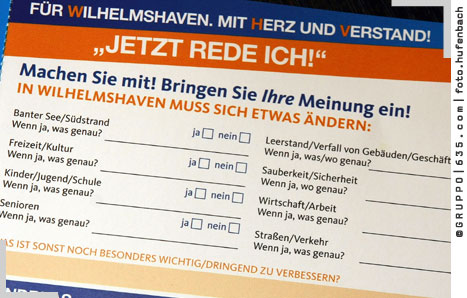 FÜR WILHELMSHAVEN. MIT HERZ UND VERSTAND!
„JETZT REDE ICH!“
Machen Sie mit! Bringen Sie Ihre Meinung ein!
IN WILHELMSHAVEN MUSS SICH ETWAS ÄNDERN:
Banter See/Südstrand
Wenn ja, was genau? ja nein
Freizeit/Kultur
Wenn ja, was genau? ja nein
Kinder/Jugend/Schule
Wenn ja, was genau? ja nein
Senioren
Wenn ja, was genau? ja nein
Leerstand/Verfall von Gebäuden/Geschäft
Wenn ja, was/wo genau?
Sauberkeit/Sicherheit
Wenn ja, wo genau?
Wirtschaft/Arbeit
Wenn ja, was genau?
Straßen/Verkehr
Wenn ja, wo genau?
AS IST SONST NOCH BESONDERS WICHTIG/DRINGEND ZU VERBESSERN?
©GRUPPO|635.com|foto.hufenbach